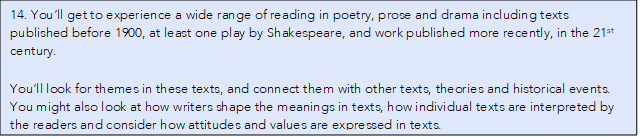 14. You’ll get to experience a wide range of reading in poetry, prose and drama including texts
published before 1900, at least one play by Shakespeare, and work published more recently, in the 21st
century.
You’ll look for themes in these texts, and connect them with other texts, theories and historical events.
You might also look at how writers shape the meanings in texts, how individual texts are interpreted by
the readers and consider how attitudes and values are expressed in texts.